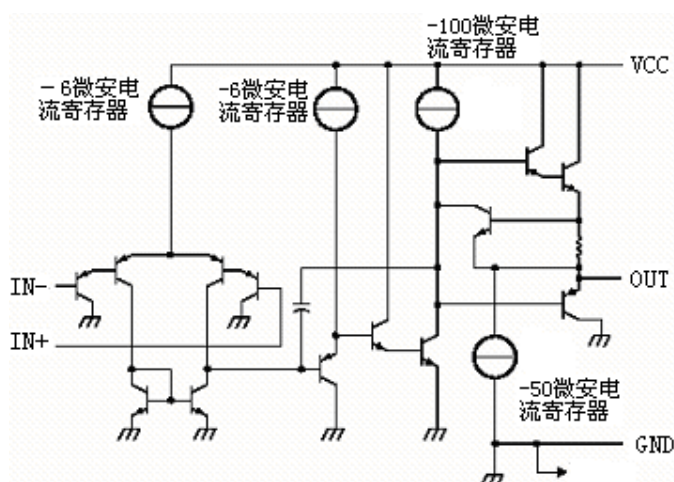 -100微安电
流寄存器
VCC
-6微安电
流寄存器
-6微安电
流寄存器
IN-
OUT
IN+
-50微安电
流寄存器
GND